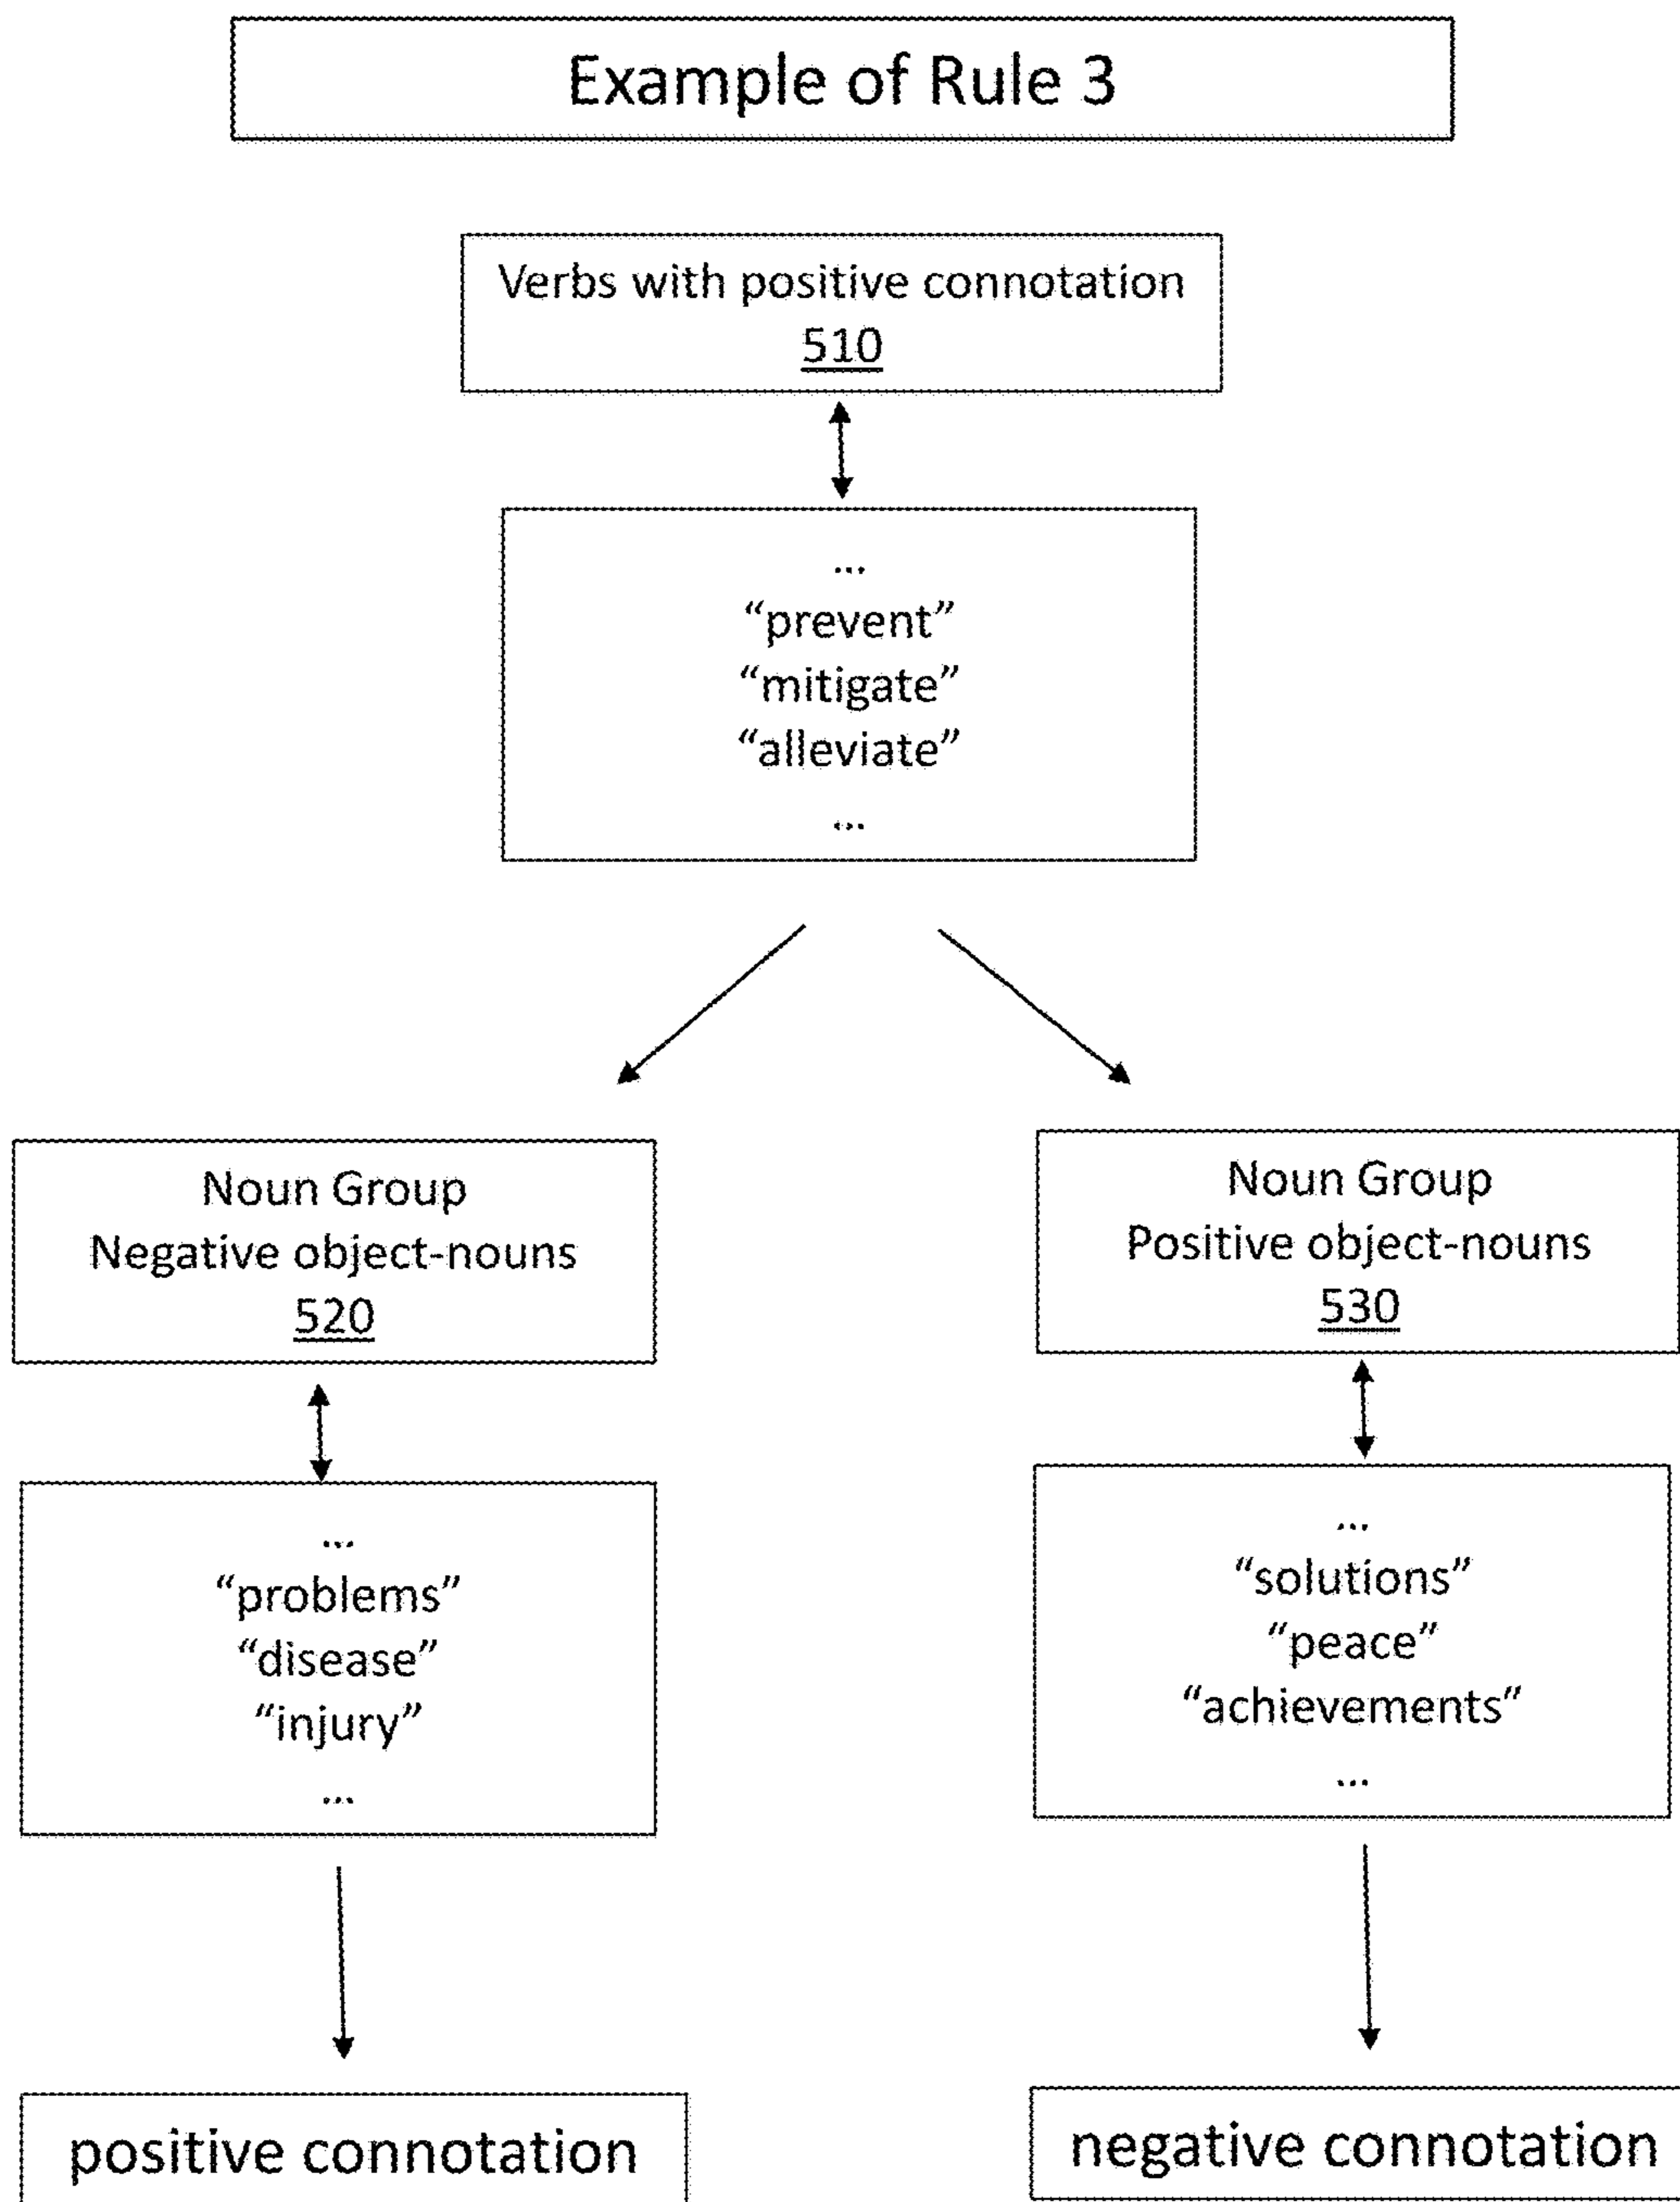 Example of Rule 3
Verbs with positive connotation
510
...
“prevent”
“mitigate”
“alleviate”
...
Noun Group
Negative object-nouns
520
Noun Group
Positive object-nouns
530
...
“problems”
“disease”
“injury”
...
...
“solutions”
“peace”
“achievements”
...
positive connotation
negative connotation